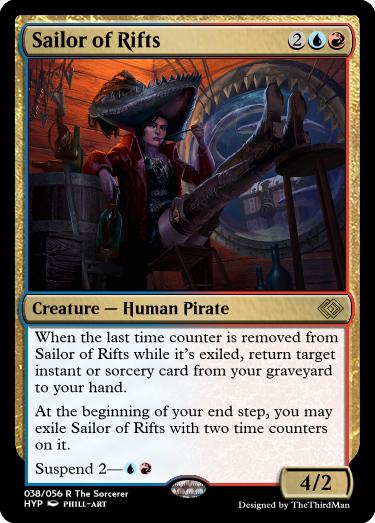 Sailor of Rifts 2
Creature — Human Pirate
When the last time counter is removed from
Sailor of Rifts while it's exiled, return target
instant or sorcery card from your graveyard
to your hand.
At the beginning of your end step, you may
exile Sailor of Rifts with two time counters
on it.
Suspend 2—
4/2
038/056 R The Sorcerer
HYP PHILL-ART
Designed by TheThirdMan